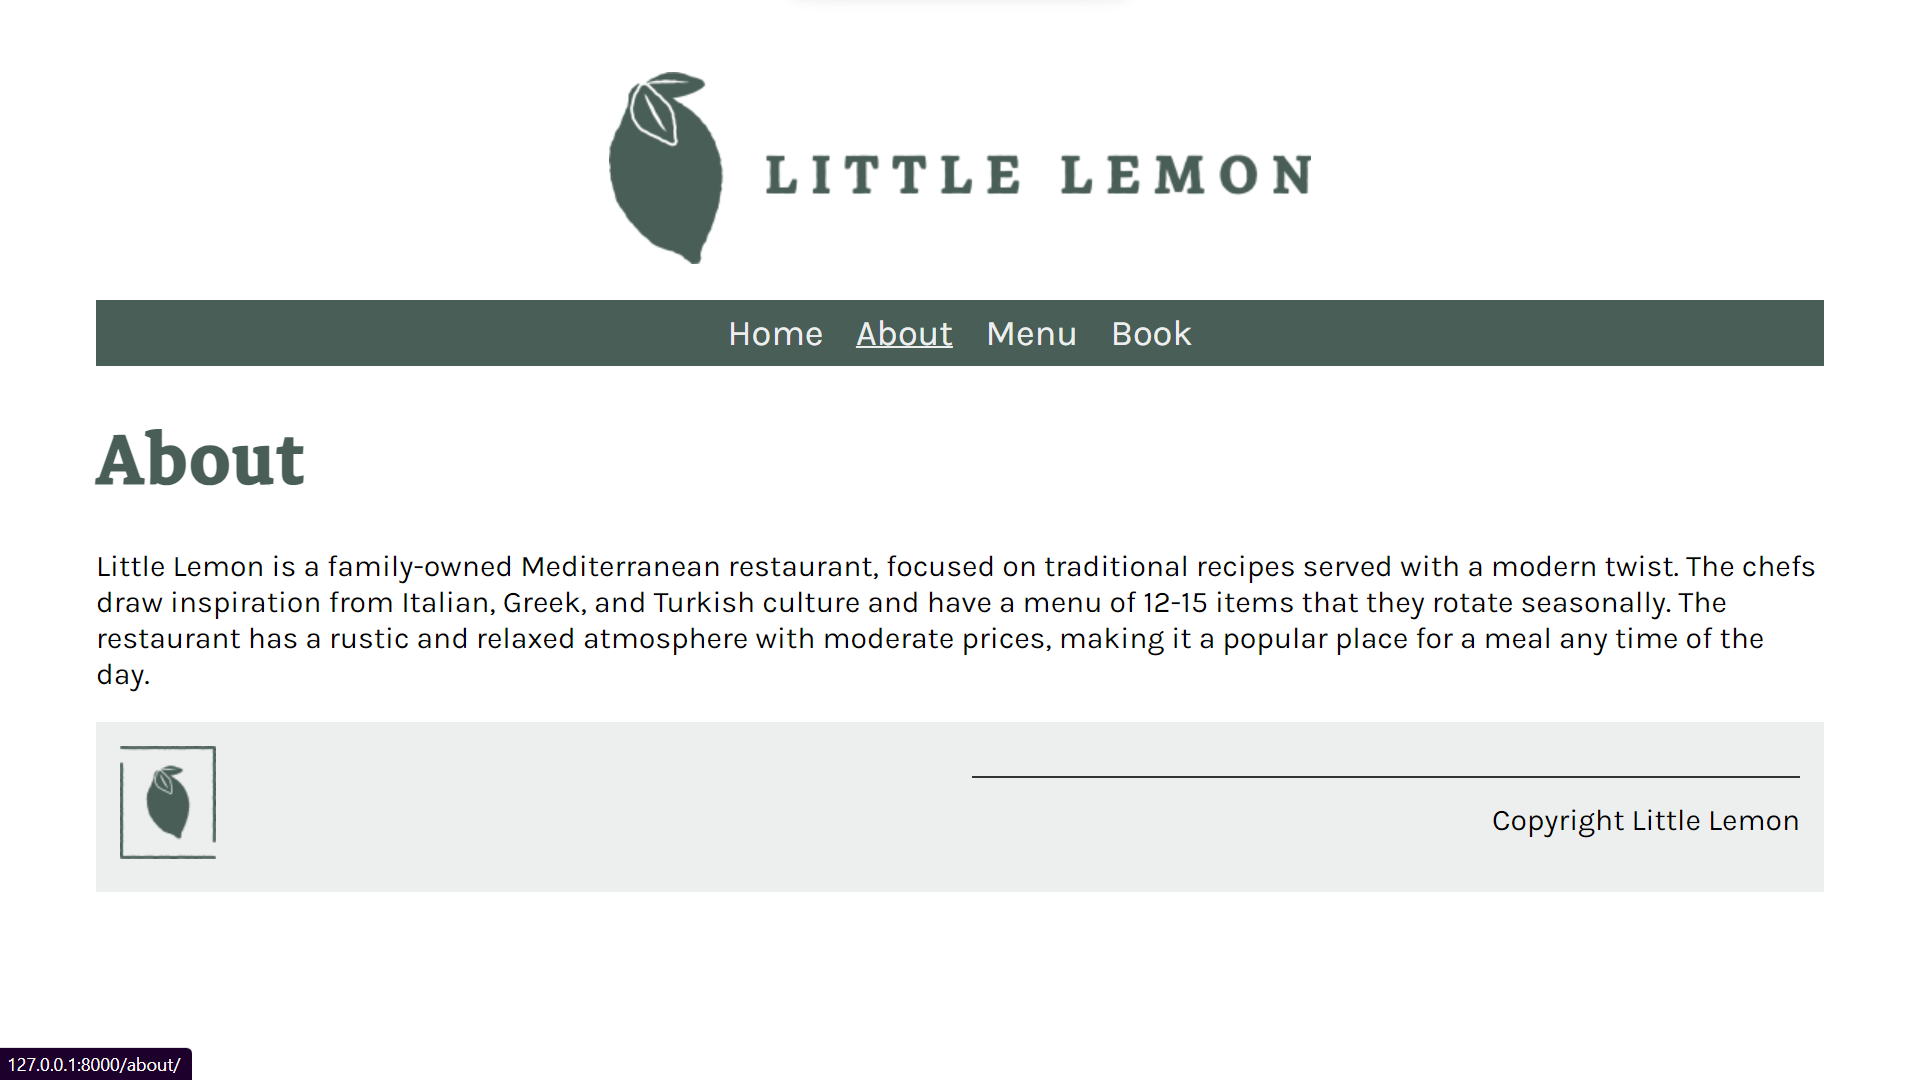 LITTLE LEMON
Home About Menu Book
About
Little Lemon is a family-owned Mediterranean restaurant, focused on traditional recipes served with a modern twist. The chefs
draw inspiration from Italian, Greek, and Turkish culture and have a menu of 12-15 items that they rotate seasonally. The
restaurant has a rustic and relaxed atmosphere with moderate prices, making it a popular place for a meal any time of the
day.
Copyright Little Lemon
127.0.0.1:8000/about/